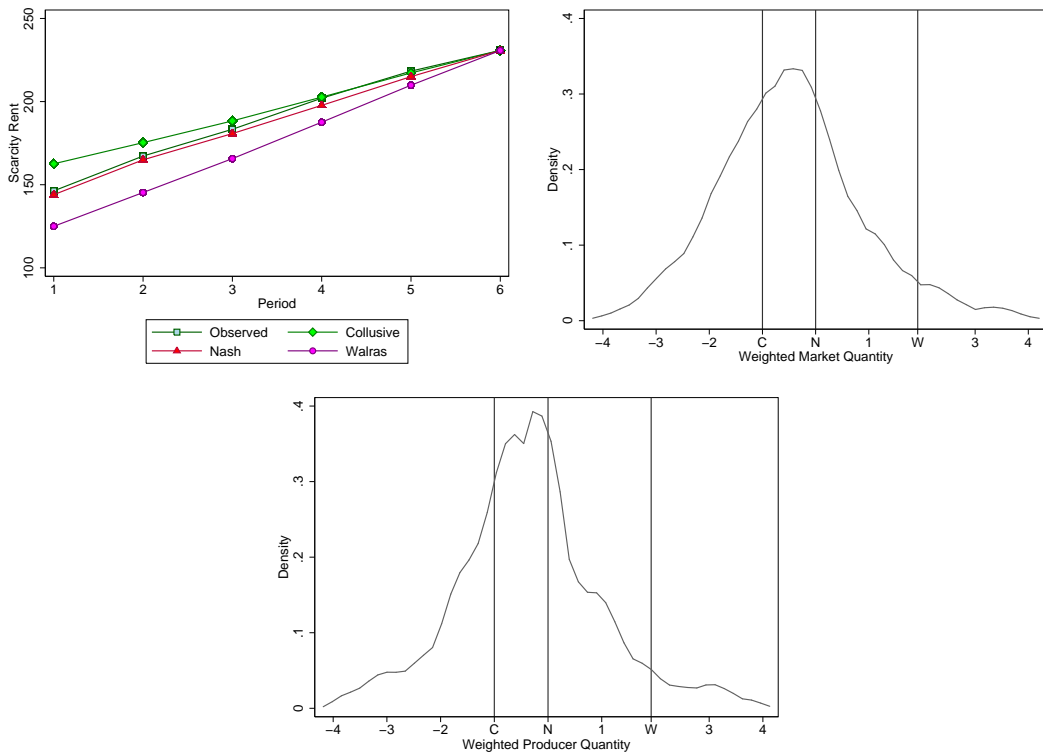 250
200
150
100
Scarcity Rent
1 2 3 4 5 6
Period
Observed Collusive
Nash Walras
.4
.3
.2
.1
0
Density
−4 −3 −2 C N 1 W 3 4
Weighted Market Quantity
.4
.3
.2
.1
0
Density
−4 −3 −2 C N 1 W 3 4
Weighted Producer Quantity